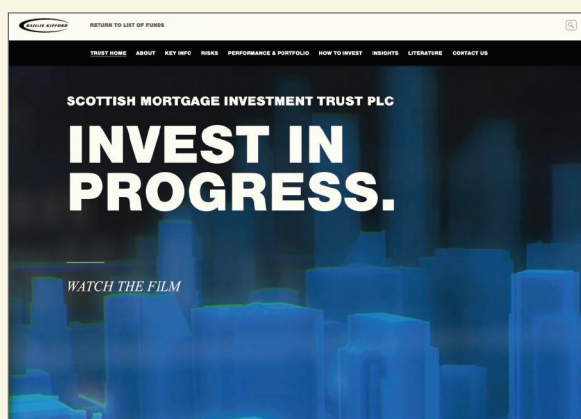 BAILLIE GIFFORD
RETURN TO LIST OF FUNDS
TRUST HOME ABOUT KEY INFO RISKS PERFORMANCE & PORTFOLIO HOW TO INVEST INSIGHTS LITERATURE CONTACT US
SCOTTISH MORTGAGE INVESTMENT TRUST PLC
INVEST IN
PROGRESS.
WATCH THE FILM